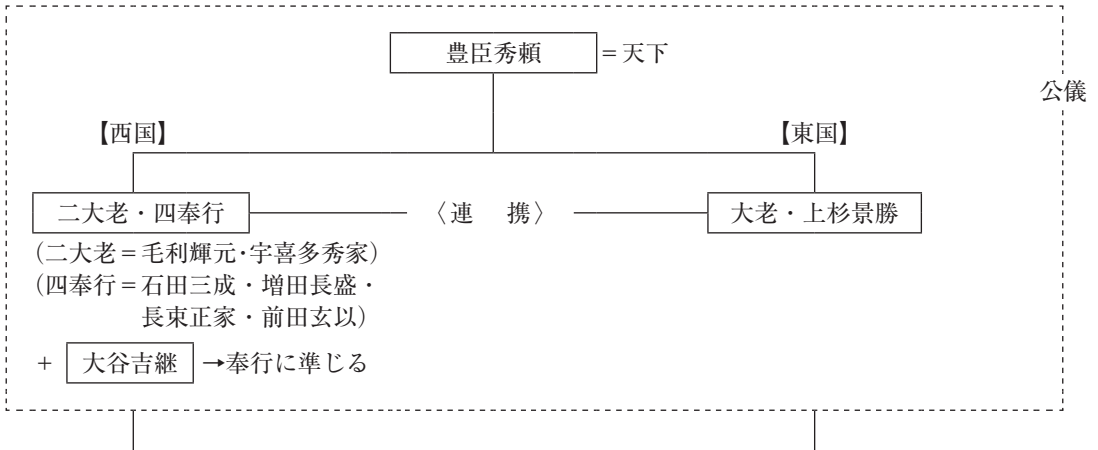 豊臣秀頼 ＝天下
公儀
【西国】 【東国】
二大老・四奉行 〈連　携〉 大老・上杉景勝
（二大老＝毛利輝元・宇喜多秀家）
（四奉行＝石田三成・増田長盛・
長束正家・前田玄以）
＋ 大谷吉継 →奉行に準じる